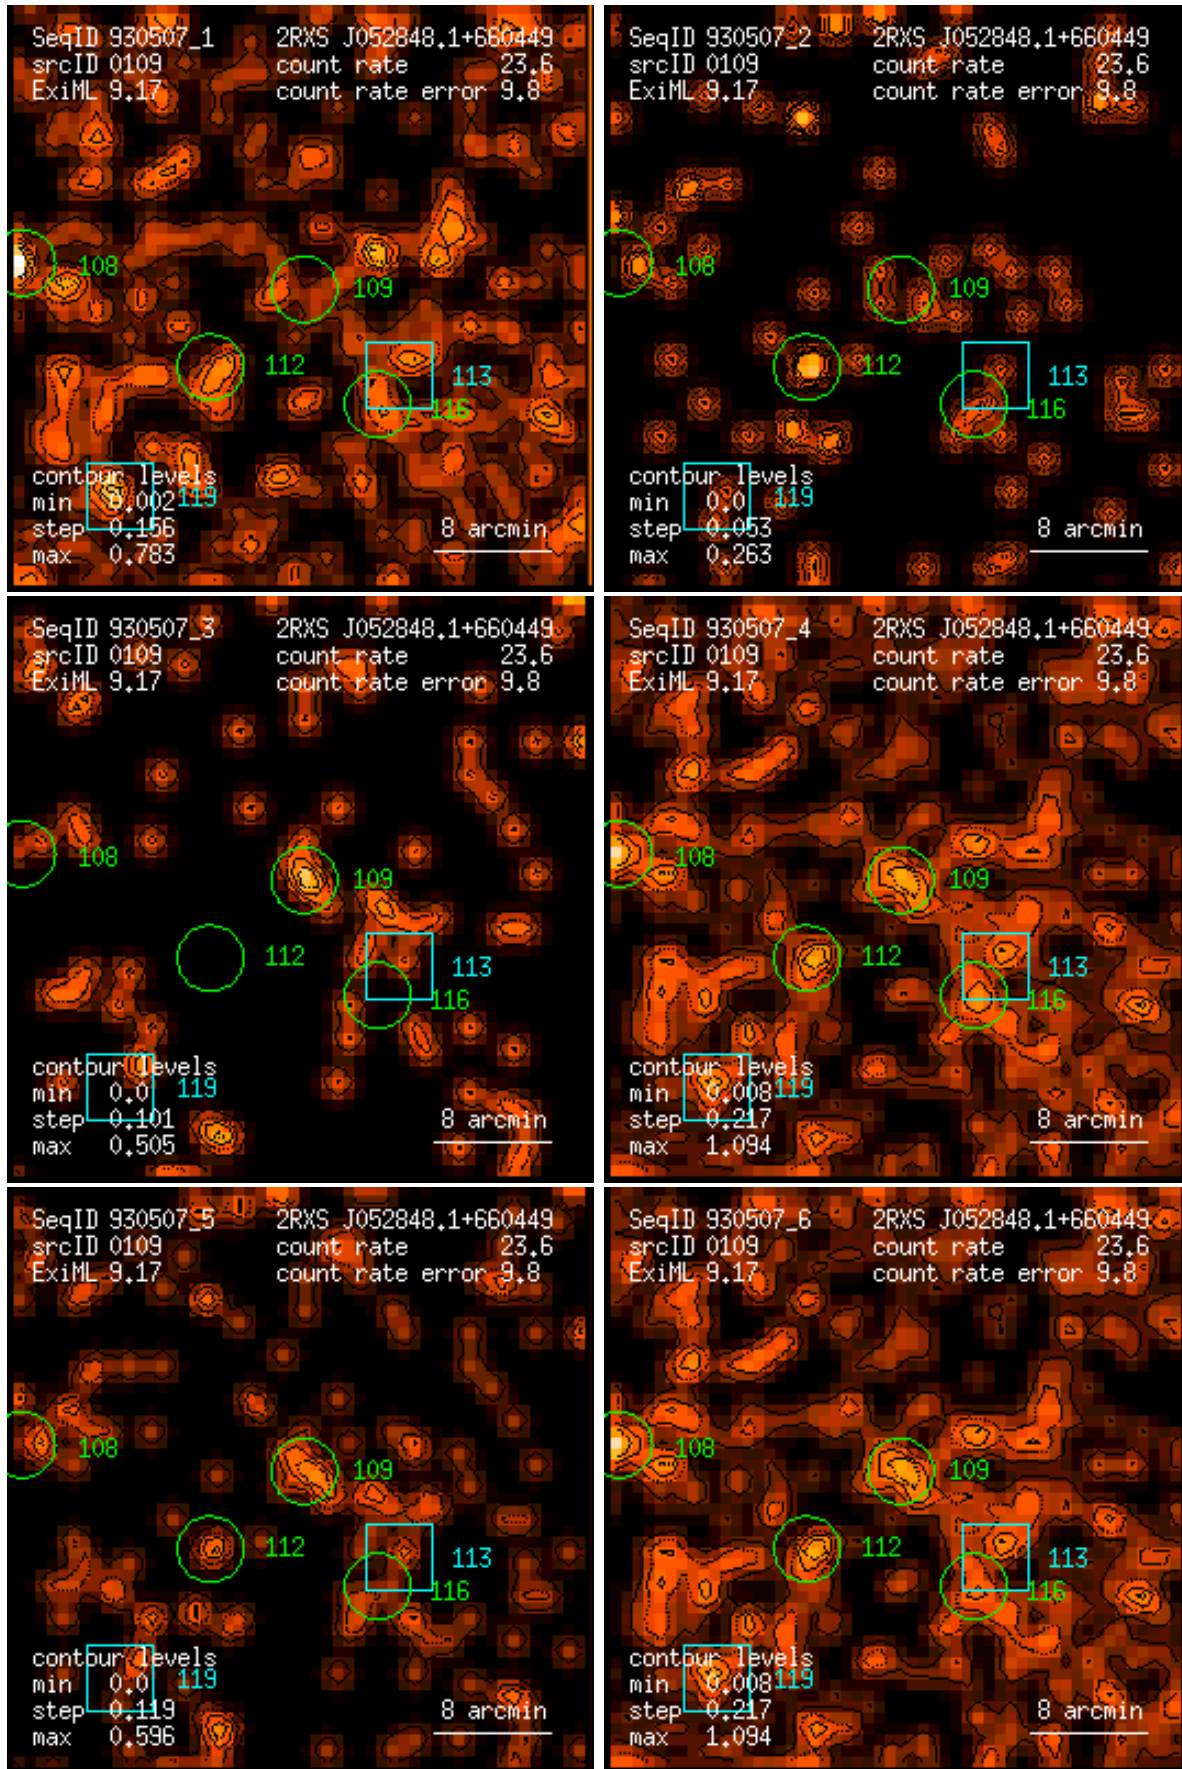 SeqID 930507_1 2RXS J052848.1+660449
srcID 0109 count rate 23.6
ExiML 9.17 count rate error 9.8
108
109
112
113
116
contour levels
min 0.002 119
step 0.156 8 arcmin
max 0.783
SeqID 930507_2 2RXS J052848.1+660449
srcID 0109 count rate 23.6
ExiML 9.17 count rate error 9.8
108
109
112
113
116
contour levels
min 0.0 119
step 0.053 8 arcmin
max 0.263
SeqID 930507_3 2RXS J052848.1+660449
srcID 0109 count rate 23.6
ExiML 9.17 count rate error 9.8
108
109
112
113
116
contour levels
min 0.0 119
step 0.101 8 arcmin
max 0.505
SeqID 930507_4 2RXS J052848.1+660449
srcID 0109 count rate 23.6
ExiML 9.17 count rate error 9.8
108
109
112
113
116
contour levels
min 0.008 119
step 0.217 8 arcmin
max 1.094
SeqID 930507_5 2RXS J052848.1+660449
srcID 0109 count rate 23.6
ExiML 9.17 count rate error 9.8
108
109
112
113
116
contour levels
min 0.0 119
step 0.119 8 arcmin
max 0.596
SeqID 930507_6 2RXS J052848.1+660449
srcID 0109 count rate 23.6
ExiML 9.17 count rate error 9.8
108
109
112
113
116
contour levels
min 0.008 119
step 0.217 8 arcmin
max 1.094